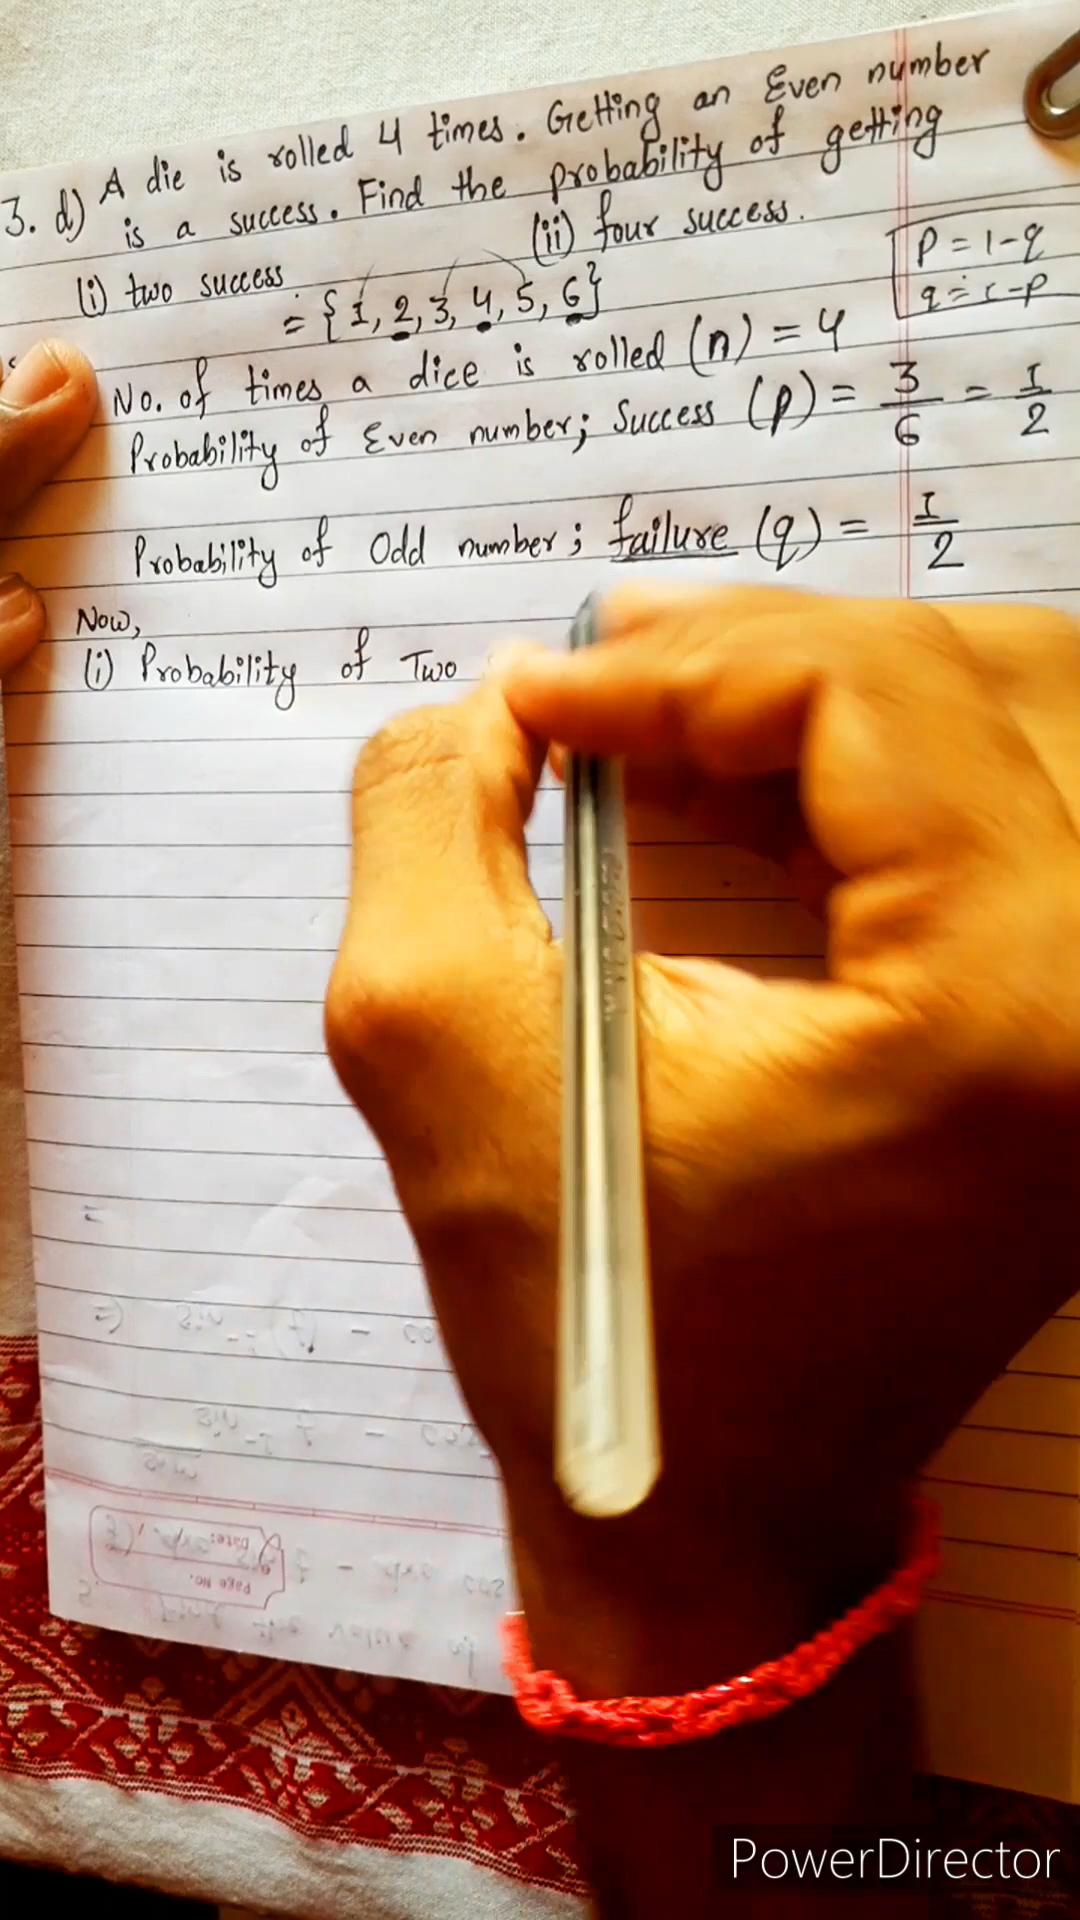 3. d) A die is rolled 4 times. Getting an Even number
is a success. Find the probability of getting
(i) two success (ii) four success.
= {1, 2, 3, 4, 5, 6}
P = 1-q
q = 1-P
No. of times a dice is rolled (n) = 4
Probability of Even number; Success (p) = 3/6 = 1/2
Probability of Odd number; failure (q) = 1/2
Now,
(i) Probability of Two
Date:
Page No.
PowerDirector